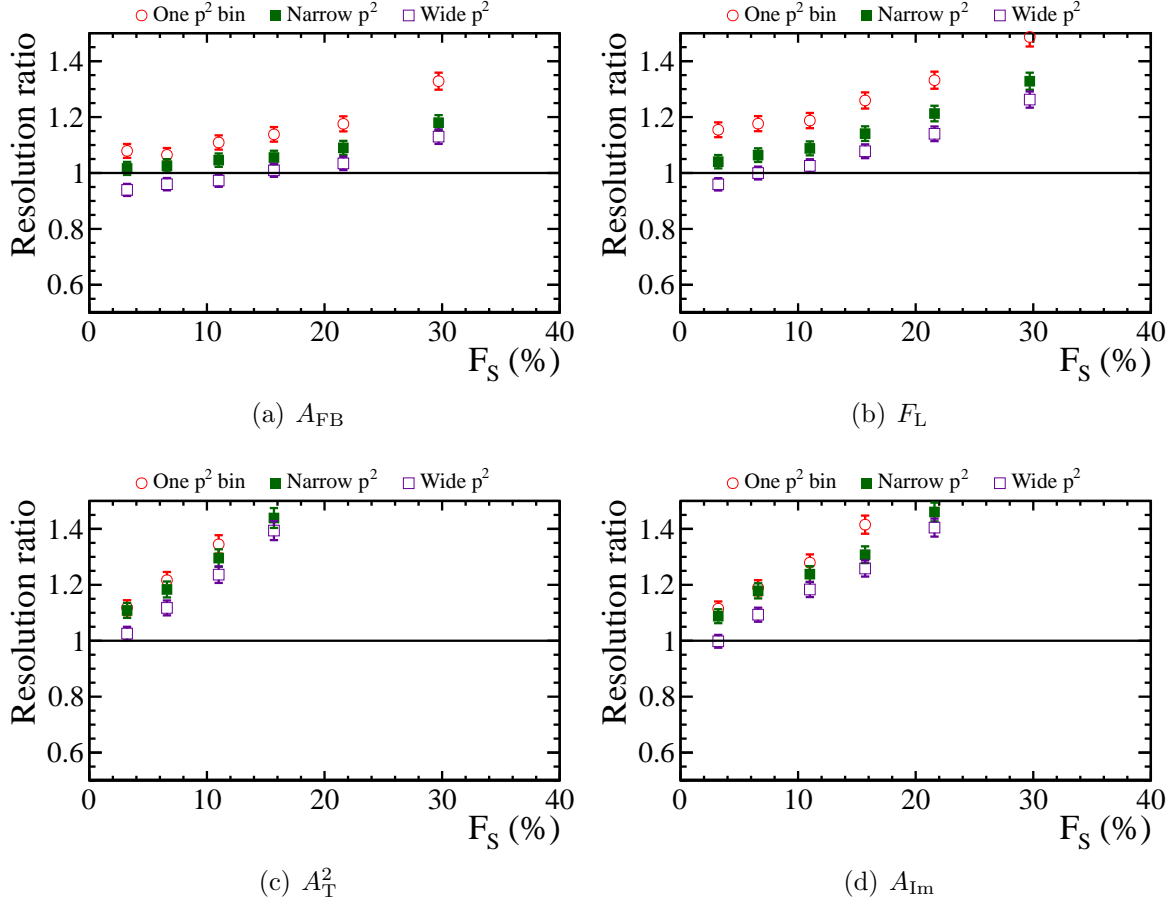 One p² bin Narrow p² Wide p²
Resolution ratio
1.4
1.2
1
0.8
0.6
0 10 20 30 40
F_S (%)
(a) A_FB
One p² bin Narrow p² Wide p²
Resolution ratio
1.4
1.2
1
0.8
0.6
0 10 20 30 40
F_S (%)
(b) F_L
One p² bin Narrow p² Wide p²
Resolution ratio
1.4
1.2
1
0.8
0.6
0 10 20 30 40
F_S (%)
(c) A_T^2
One p² bin Narrow p² Wide p²
Resolution ratio
1.4
1.2
1
0.8
0.6
0 10 20 30 40
F_S (%)
(d) A_Im